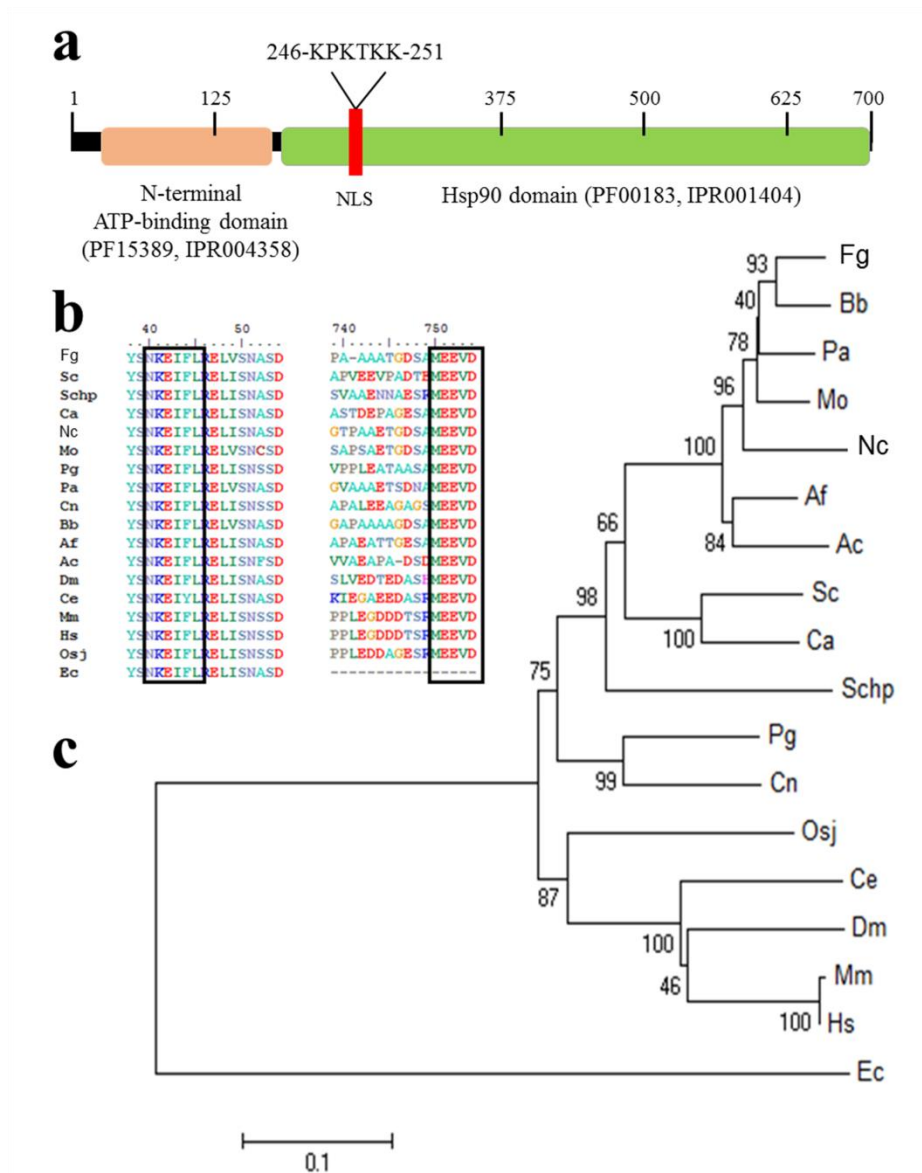 a
246-KPKTKK-251
1 125 375 500 625 700
N-terminal
ATP-binding domain
(PF15389, IPR004358)
NLS
Hsp90 domain (PF00183, IPR001404)
b
40 50 740 750
Fg YSNKEIFLRELVSNASD PA-AAATGDSAMEEVD
Sc YSNKEIFLRELISNASD APVEEVPADTEMEEVD
Schp YSNKEIFLRELISNASD SVAAENNAESRMEEVD
Ca YSNKEIFLRELISNASD ASTDEPAGESAMEEVD
Nc YSNKEIFLRELISNASD GTPAAETGDSAMEEVD
Mo YSNKEIFLRELVSNCSD SAPSAETGDSAMEEVD
Pg YSNKEIFLRELISNSSD VPPLEATAASAMEEVD
Pa YSNKEIFLRELVSNASD GVAAAETSDNAMEEVD
Cn YSNKEIFLRELISNASD APALEEAGAGSMEEVD
Bb YSNKEIFLRELVSNASD GAPAAAAGDSAMEEVD
Af YSNKEIFLRELISNASD APAEATTGESAMEEVD
Ac YSNKEIFLRELISNFSD VVAEAPA-DSDMEEVD
Dm YSNKEIFLRELISNASD SLVEDTEDASHMEEVD
Ce YSNKEIYLRELISNASD KIEGAEEDASRMEEVD
Mm YSNKEIFLRELISNSSD PPLEGDDDTSRMEEVD
Hs YSNKEIFLRELISNSSD PPLEGDDDTSRMEEVD
Osj YSNKEIFLRELISNSSD PPLEDDAGESRMEEVD
Ec YSNKEIFLRELISNASD ----------------
c
93
Fg
40
Bb
78
Pa
96
Mo
100
Nc
66
Af
84
Ac
98
Sc
100
Ca
75
Schp
Pg
99
Cn
Osj
87
Ce
100
Dm
46
Mm
100
Hs
Ec
0.1